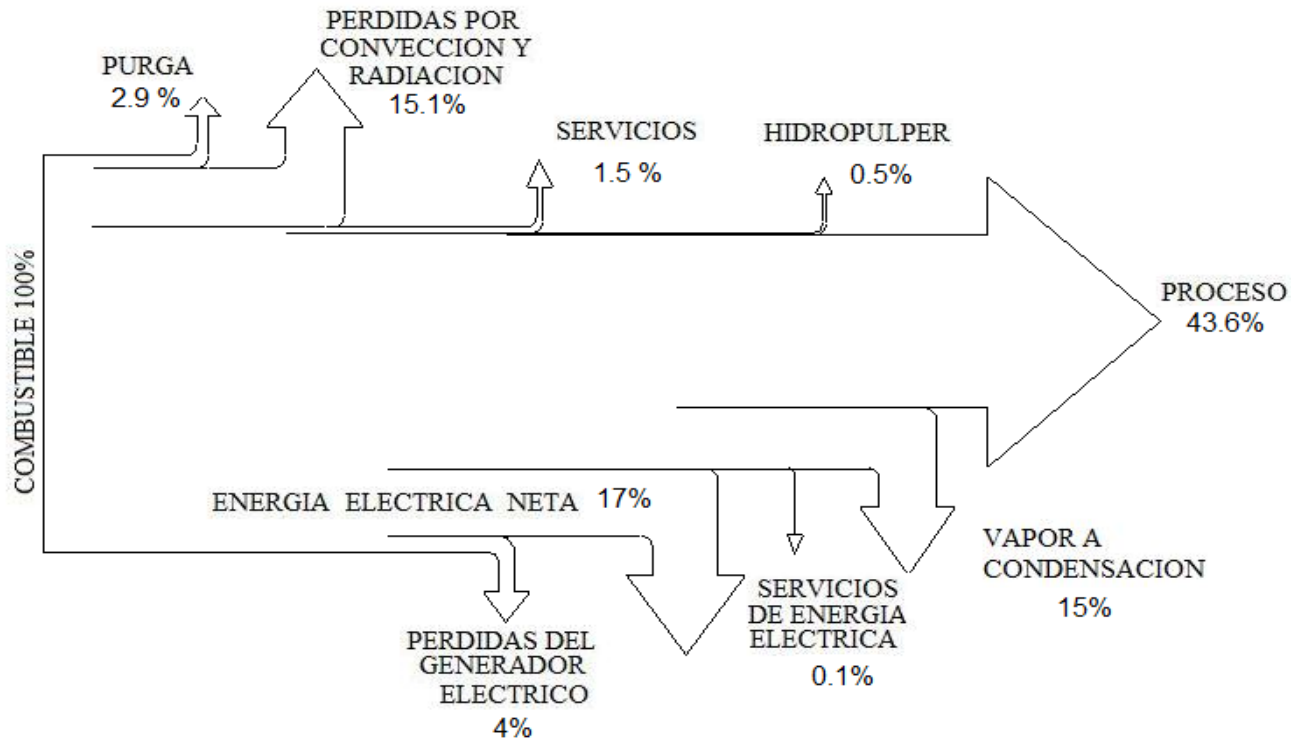 PERDIDAS POR
CONVECCION Y
RADIACION
15.1%
PURGA
2.9 %
SERVICIOS
1.5 %
HIDROPULPER
0.5%
COMBUSTIBLE 100%
PROCESO
43.6%
ENERGIA ELECTRICA NETA 17%
VAPOR A
CONDENSACION
15%
SERVICIOS
DE ENERGIA
ELECTRICA
0.1%
PERDIDAS DEL
GENERADOR
ELECTRICO
4%